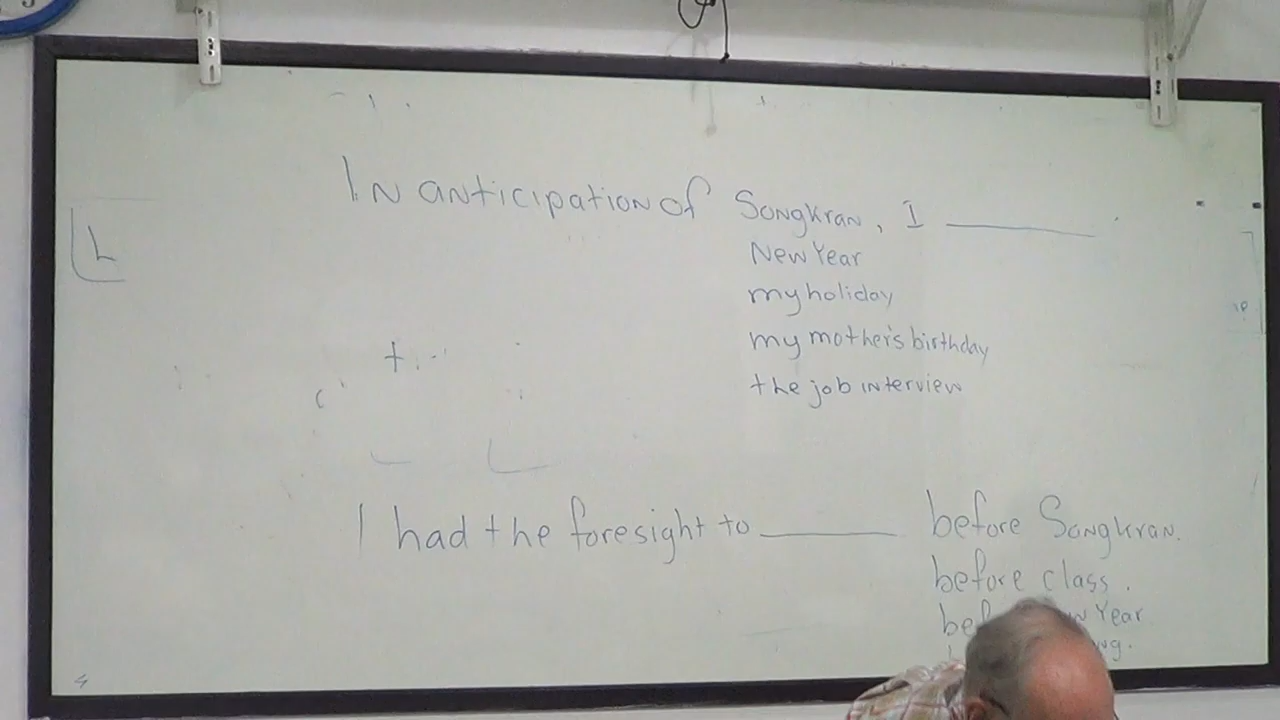 In anticipation of Songkran, I ______
New Year
my holiday
my mother's birthday
the job interview
I had the foresight to ______ before Songkran.
before class.
Year